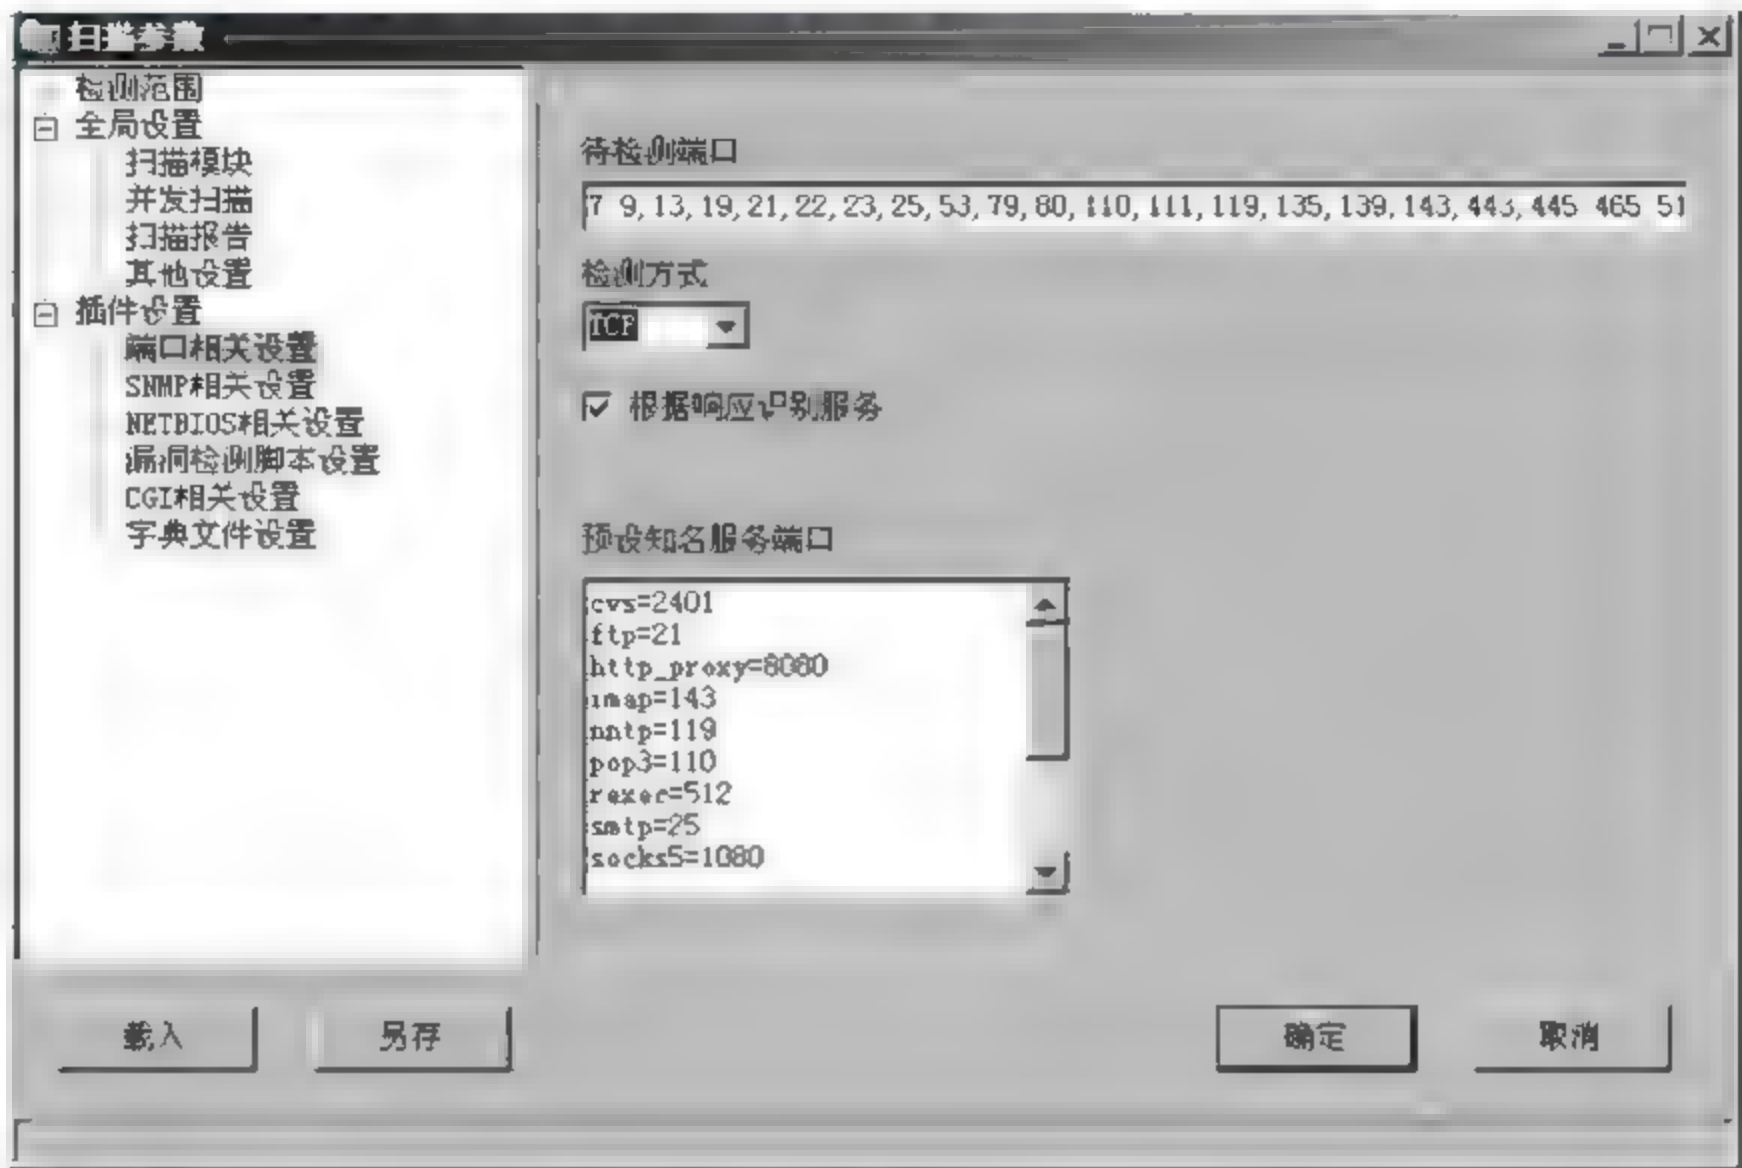 扫描参数
检测范围
全局设置
扫描模块
并发扫描
扫描报告
其他设置
插件设置
端口相关设置
SNMP相关设置
NETBIOS相关设置
漏洞检测脚本设置
CGI相关设置
字典文件设置
载入
另存
待检测端口
7 9,13,19,21,22,23,25,53,79,80,110,111,119,135,139,143,443,445 465 51
检测方式
TCP
根据响应识别服务
预设知名服务端口
cvs=2401
ftp=21
http_proxy=8080
imap=143
nntp=119
pop3=110
rexec=512
smtp=25
socks5=1080
确定
取消